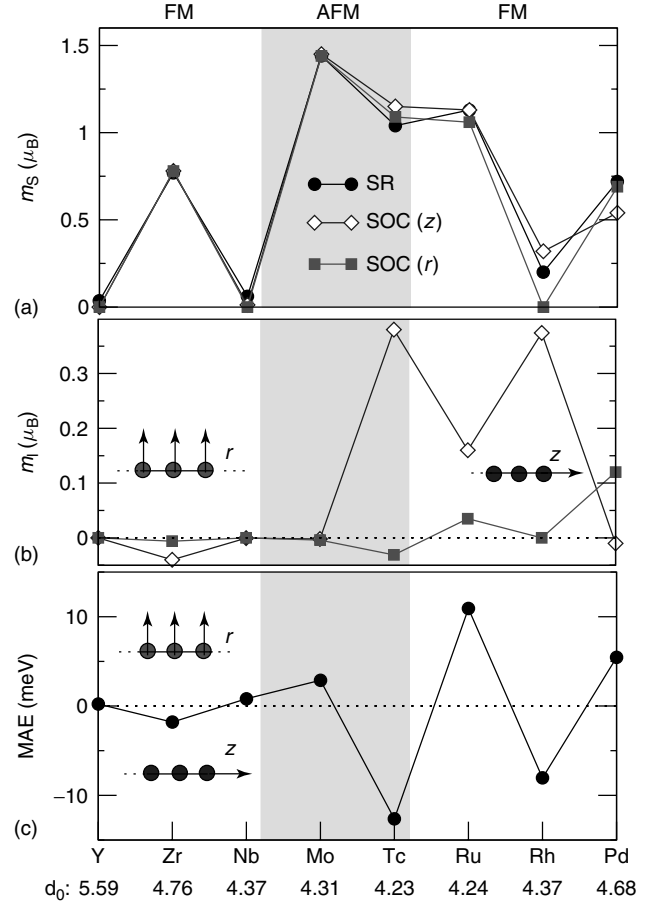 FM AFM FM
1.5
1
0.5
0
m_S (μ_B)
SR
SOC (z)
SOC (r)
(a)
0.3
0.2
0.1
0
m_l (μ_B)
r
z
(b)
10
0
−10
MAE (meV)
r
z
(c)
Y Zr Nb Mo Tc Ru Rh Pd
d₀: 5.59 4.76 4.37 4.31 4.23 4.24 4.37 4.68